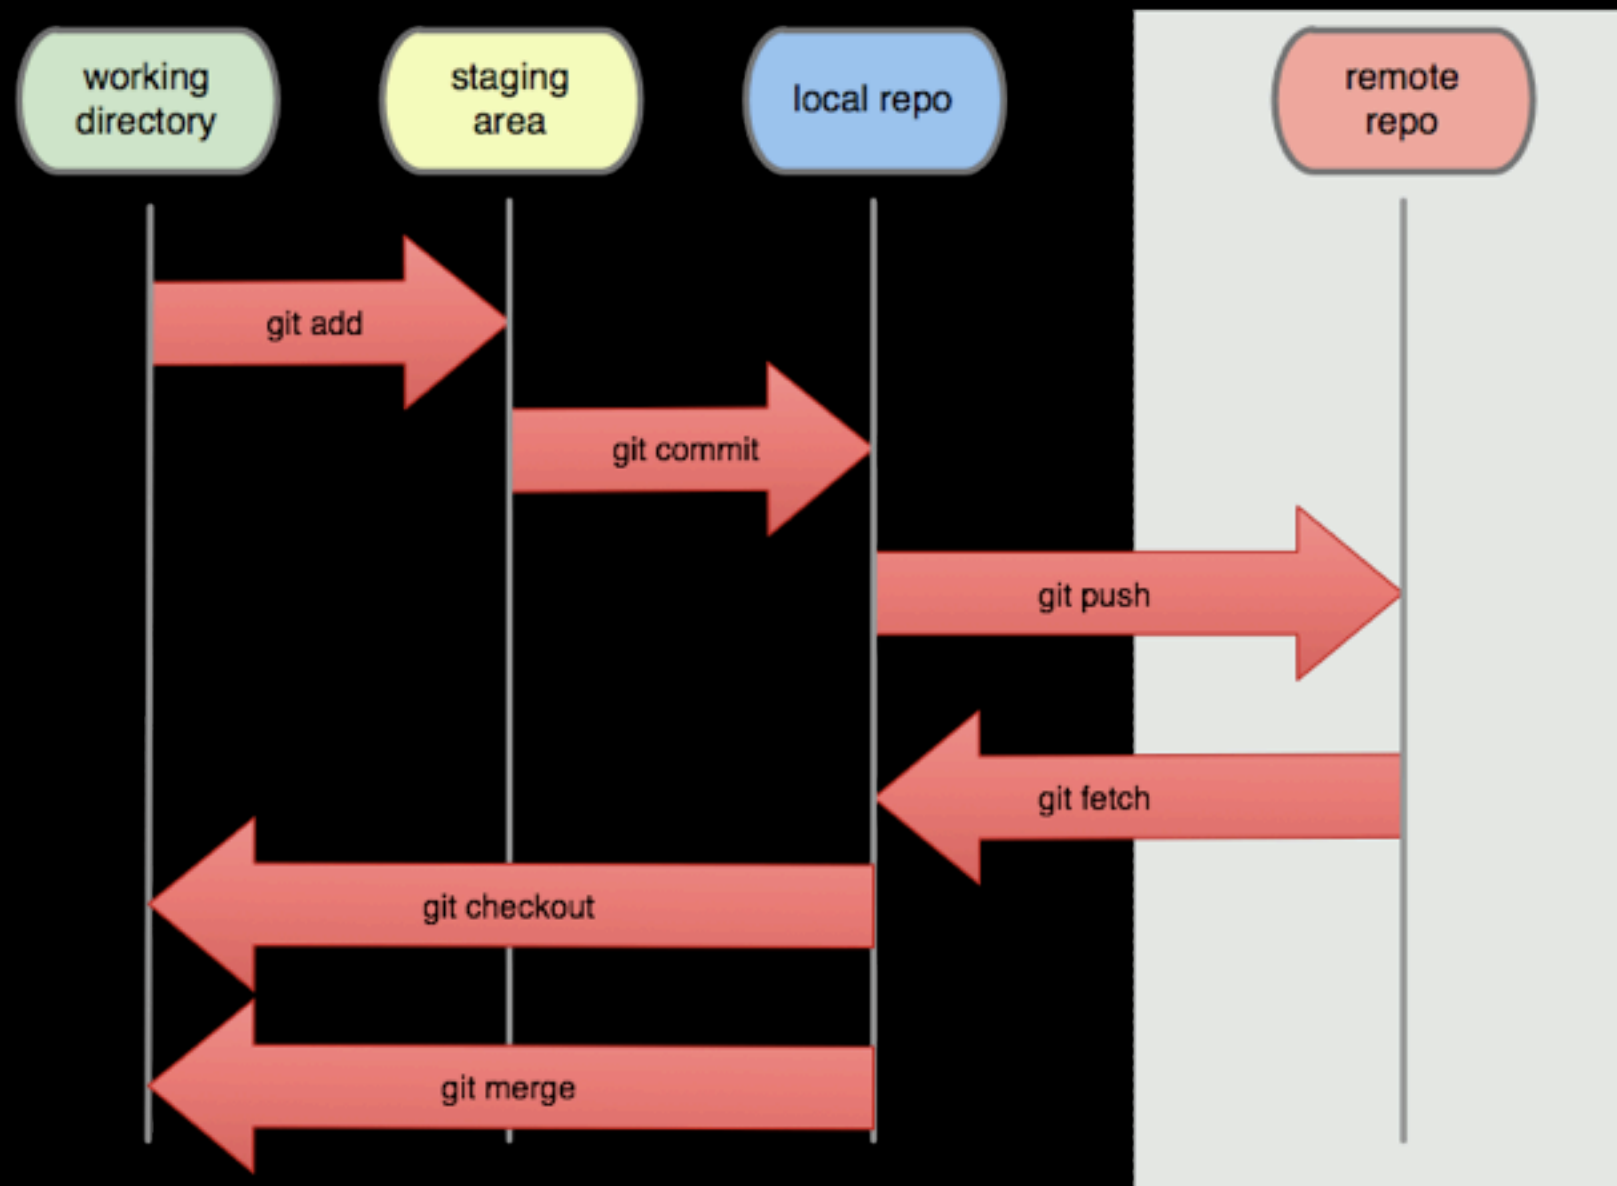 working
directory
staging
area
local repo
remote
repo
git add
git commit
git push
git fetch
git checkout
git merge